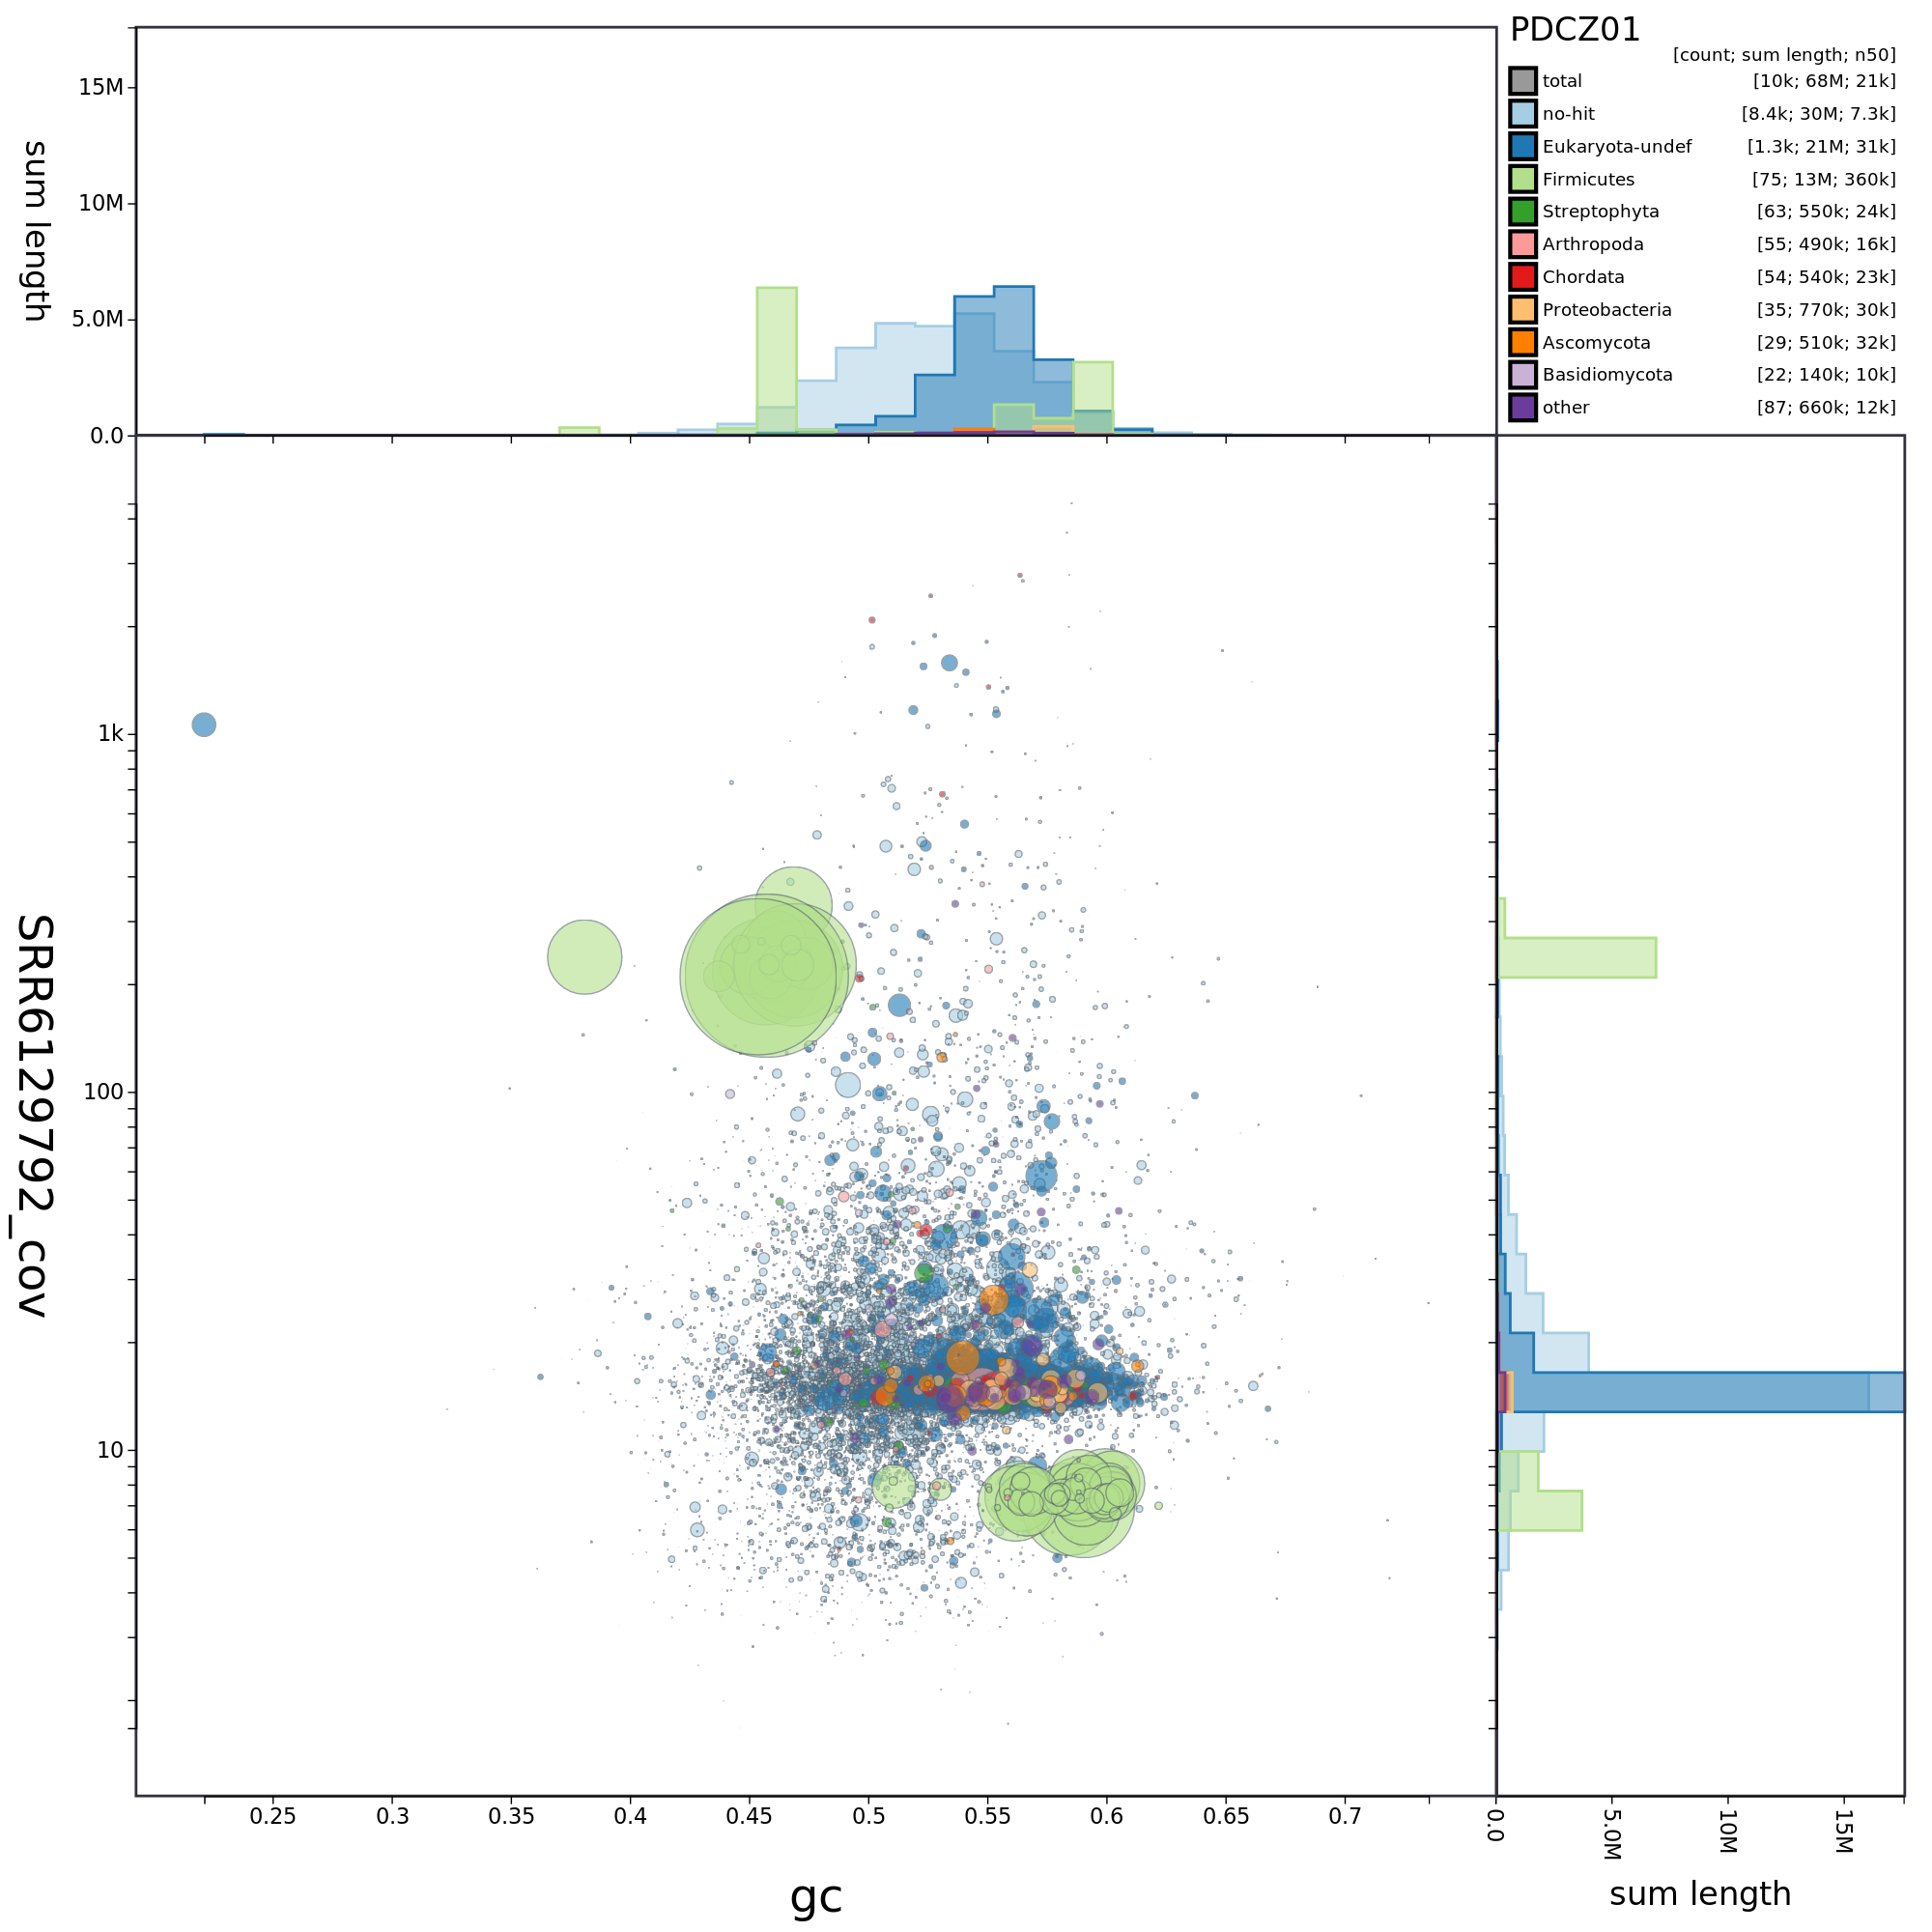 PDCZ01
[count; sum length; n50]
total [10k; 68M; 21k]
no-hit [8.4k; 30M; 7.3k]
Eukaryota-undef [1.3k; 21M; 31k]
Firmicutes [75; 13M; 360k]
Streptophyta [63; 550k; 24k]
Arthropoda [55; 490k; 16k]
Chordata [54; 540k; 23k]
Proteobacteria [35; 770k; 30k]
Ascomycota [29; 510k; 32k]
Basidiomycota [22; 140k; 10k]
other [87; 660k; 12k]
sum length
15M
10M
5.0M
0.0
SRR6129792_cov
1k
100
10
0.25 0.3 0.35 0.4 0.45 0.5 0.55 0.6 0.65 0.7
gc
0.0 5.0M 10M 15M
sum length